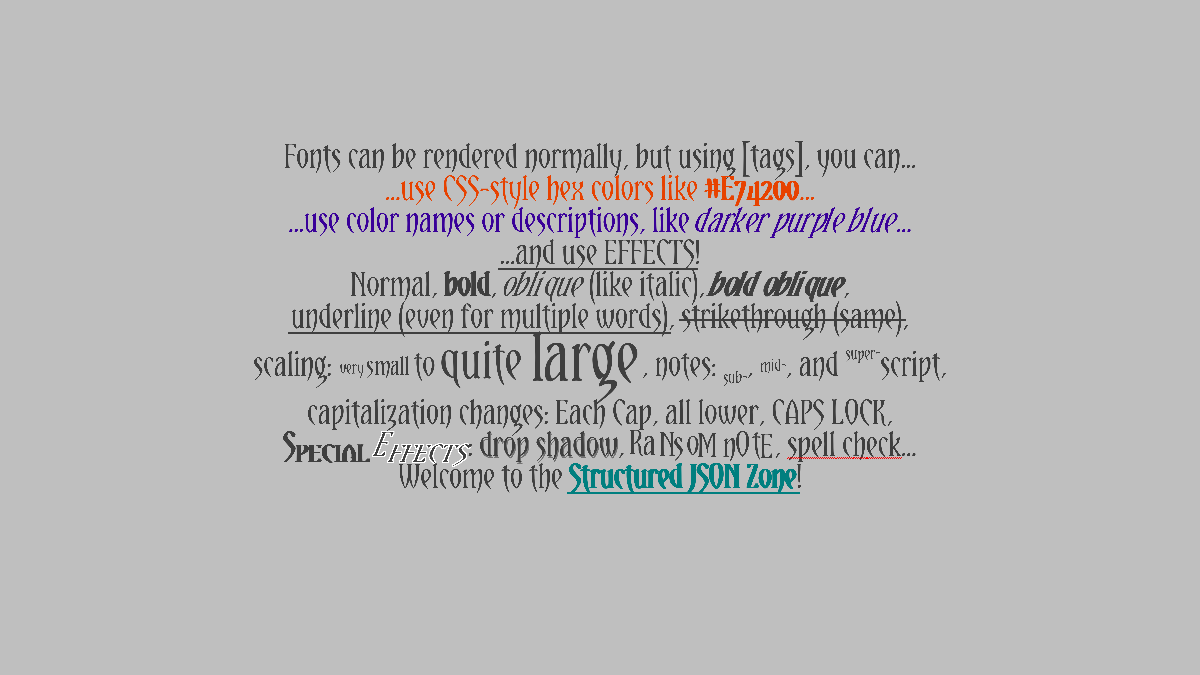 Fonts can be rendered normally, but using [tags], you can...
...use CSS-style hex colors like #E74200...
...use color names or descriptions, like darker purple blue...
...and use EFFECTS!
Normal, bold, oblique (like italic), bold oblique,
underline (even for multiple words), strikethrough (same),
scaling: very small to quite large , notes: sub-, mid-, and super-script,
capitalization changes: Each Cap, all lower, CAPS LOCK,
Special Effects: drop shadow, RaNsoM nOtE, spell check...
Welcome to the Structured JSON Zone!